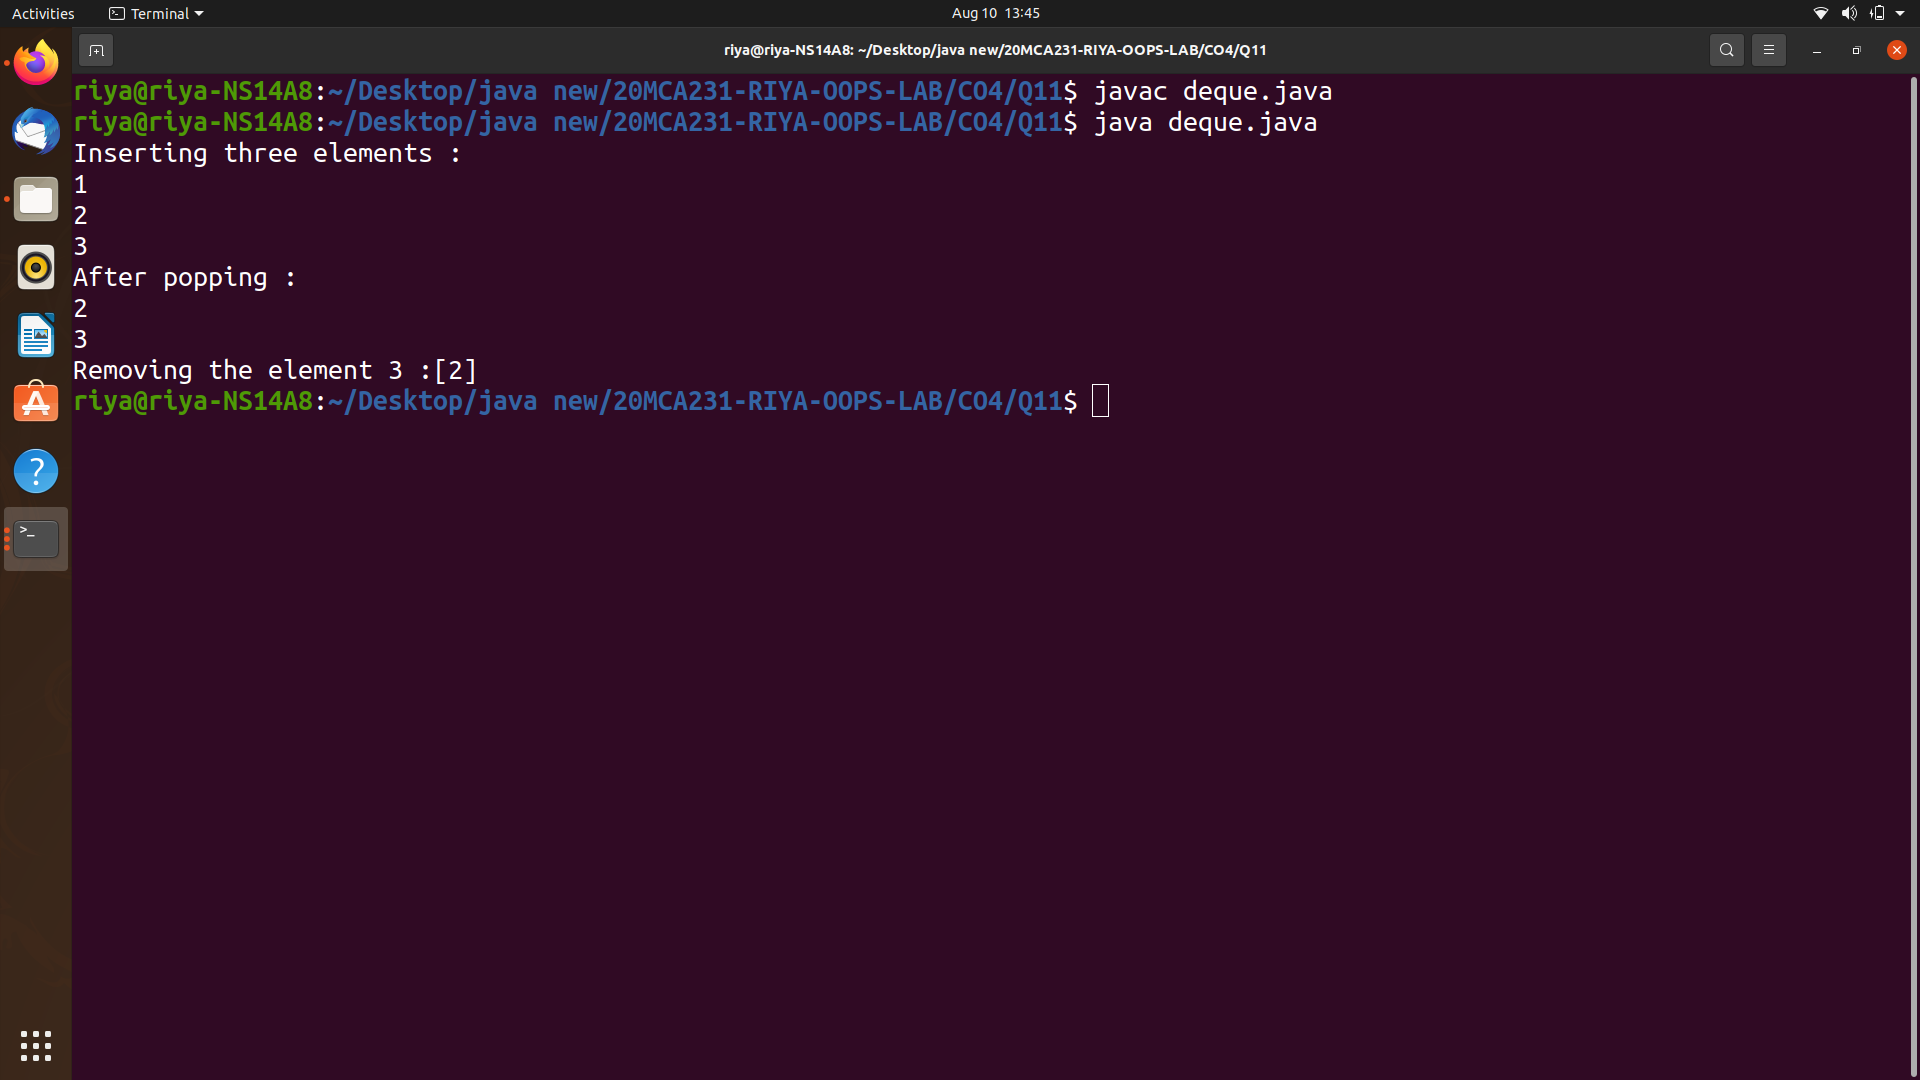 Activities
Terminal
Aug 10 13:45
riya@riya-NS14A8: ~/Desktop/java new/20MCA231-RIYA-OOPS-LAB/CO4/Q11
riya@riya-NS14A8:~/Desktop/java new/20MCA231-RIYA-OOPS-LAB/CO4/Q11$ javac deque.java
riya@riya-NS14A8:~/Desktop/java new/20MCA231-RIYA-OOPS-LAB/CO4/Q11$ java deque.java
Inserting three elements :
1
2
3
After popping :
2
3
Removing the element 3 :[2]
riya@riya-NS14A8:~/Desktop/java new/20MCA231-RIYA-OOPS-LAB/CO4/Q11$